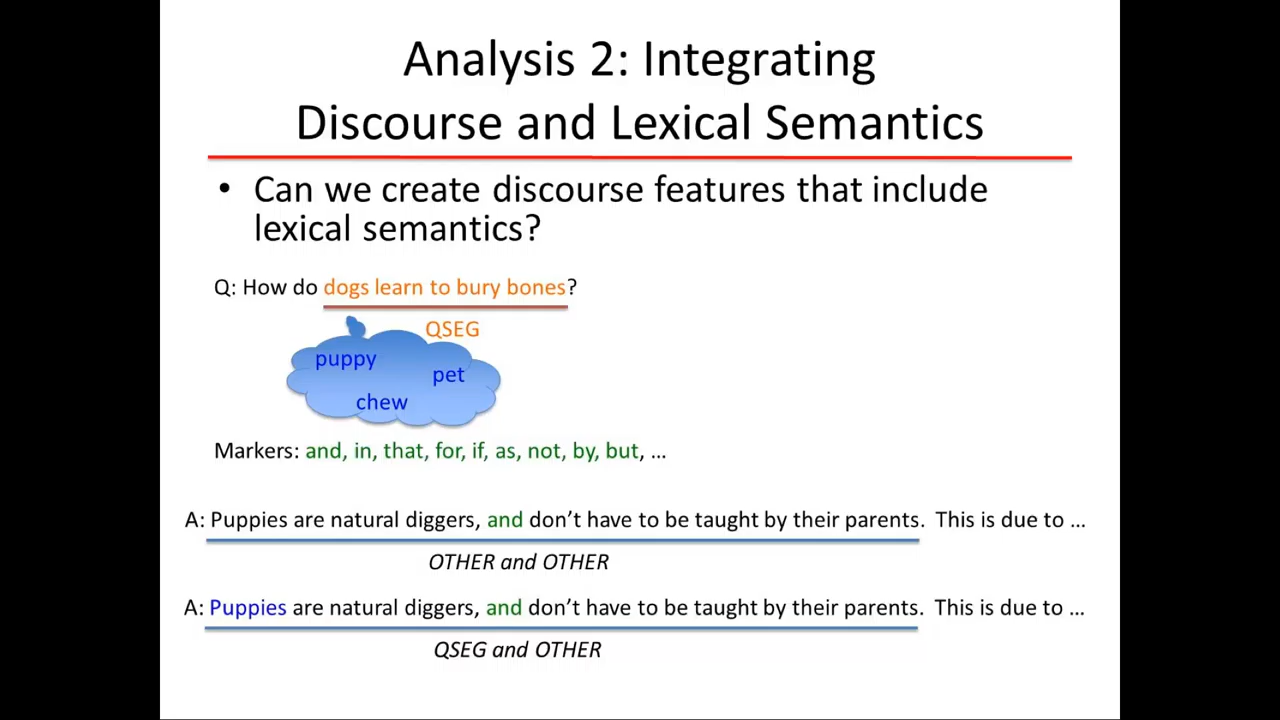 Analysis 2: Integrating
Discourse and Lexical Semantics
• Can we create discourse features that include
lexical semantics?
Q: How do dogs learn to bury bones?
QSEG
puppy
pet
chew
Markers: and, in, that, for, if, as, not, by, but, …
A: Puppies are natural diggers, and don’t have to be taught by their parents. This is due to …
OTHER and OTHER
A: Puppies are natural diggers, and don’t have to be taught by their parents. This is due to …
QSEG and OTHER